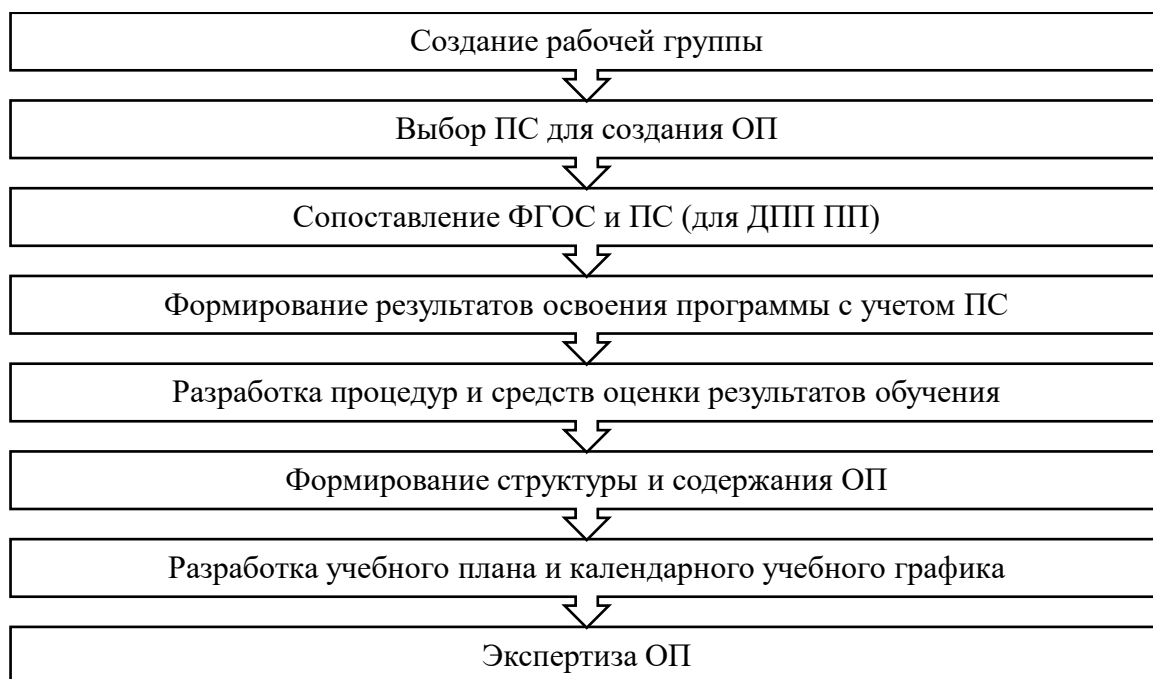 Создание рабочей группы
Выбор ПС для создания ОП
Сопоставление ФГОС и ПС (для ДПП ПП)
Формирование результатов освоения программы с учетом ПС
Разработка процедур и средств оценки результатов обучения
Формирование структуры и содержания ОП
Разработка учебного плана и календарного учебного графика
Экспертиза ОП